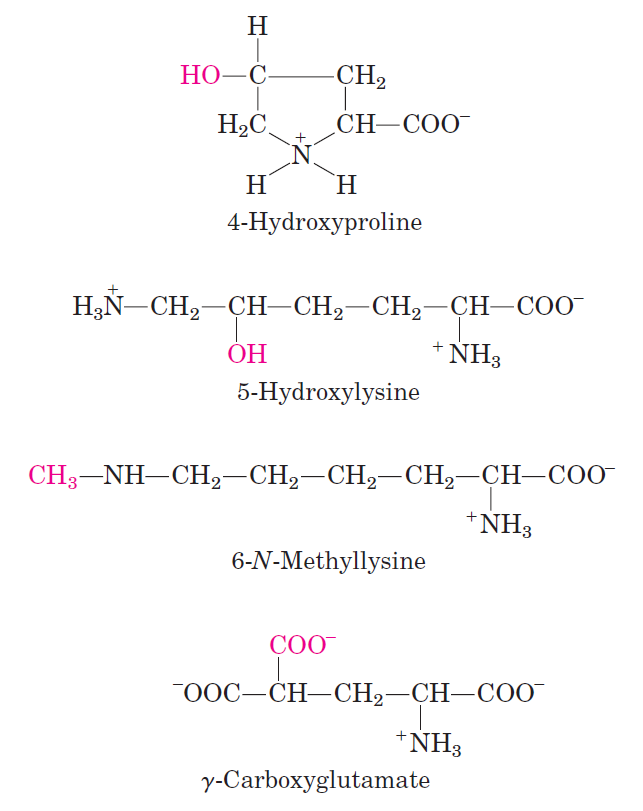 H
HO—C—CH₂
H₂C CH—COO⁻
+
N
H H
4-Hydroxyproline
H₃N⁺—CH₂—CH—CH₂—CH₂—CH—COO⁻
OH ⁺NH₃
5-Hydroxylysine
CH₃—NH—CH₂—CH₂—CH₂—CH₂—CH—COO⁻
⁺NH₃
6-N-Methyllysine
COO⁻
⁻OOC—CH—CH₂—CH—COO⁻
⁺NH₃
γ-Carboxyglutamate